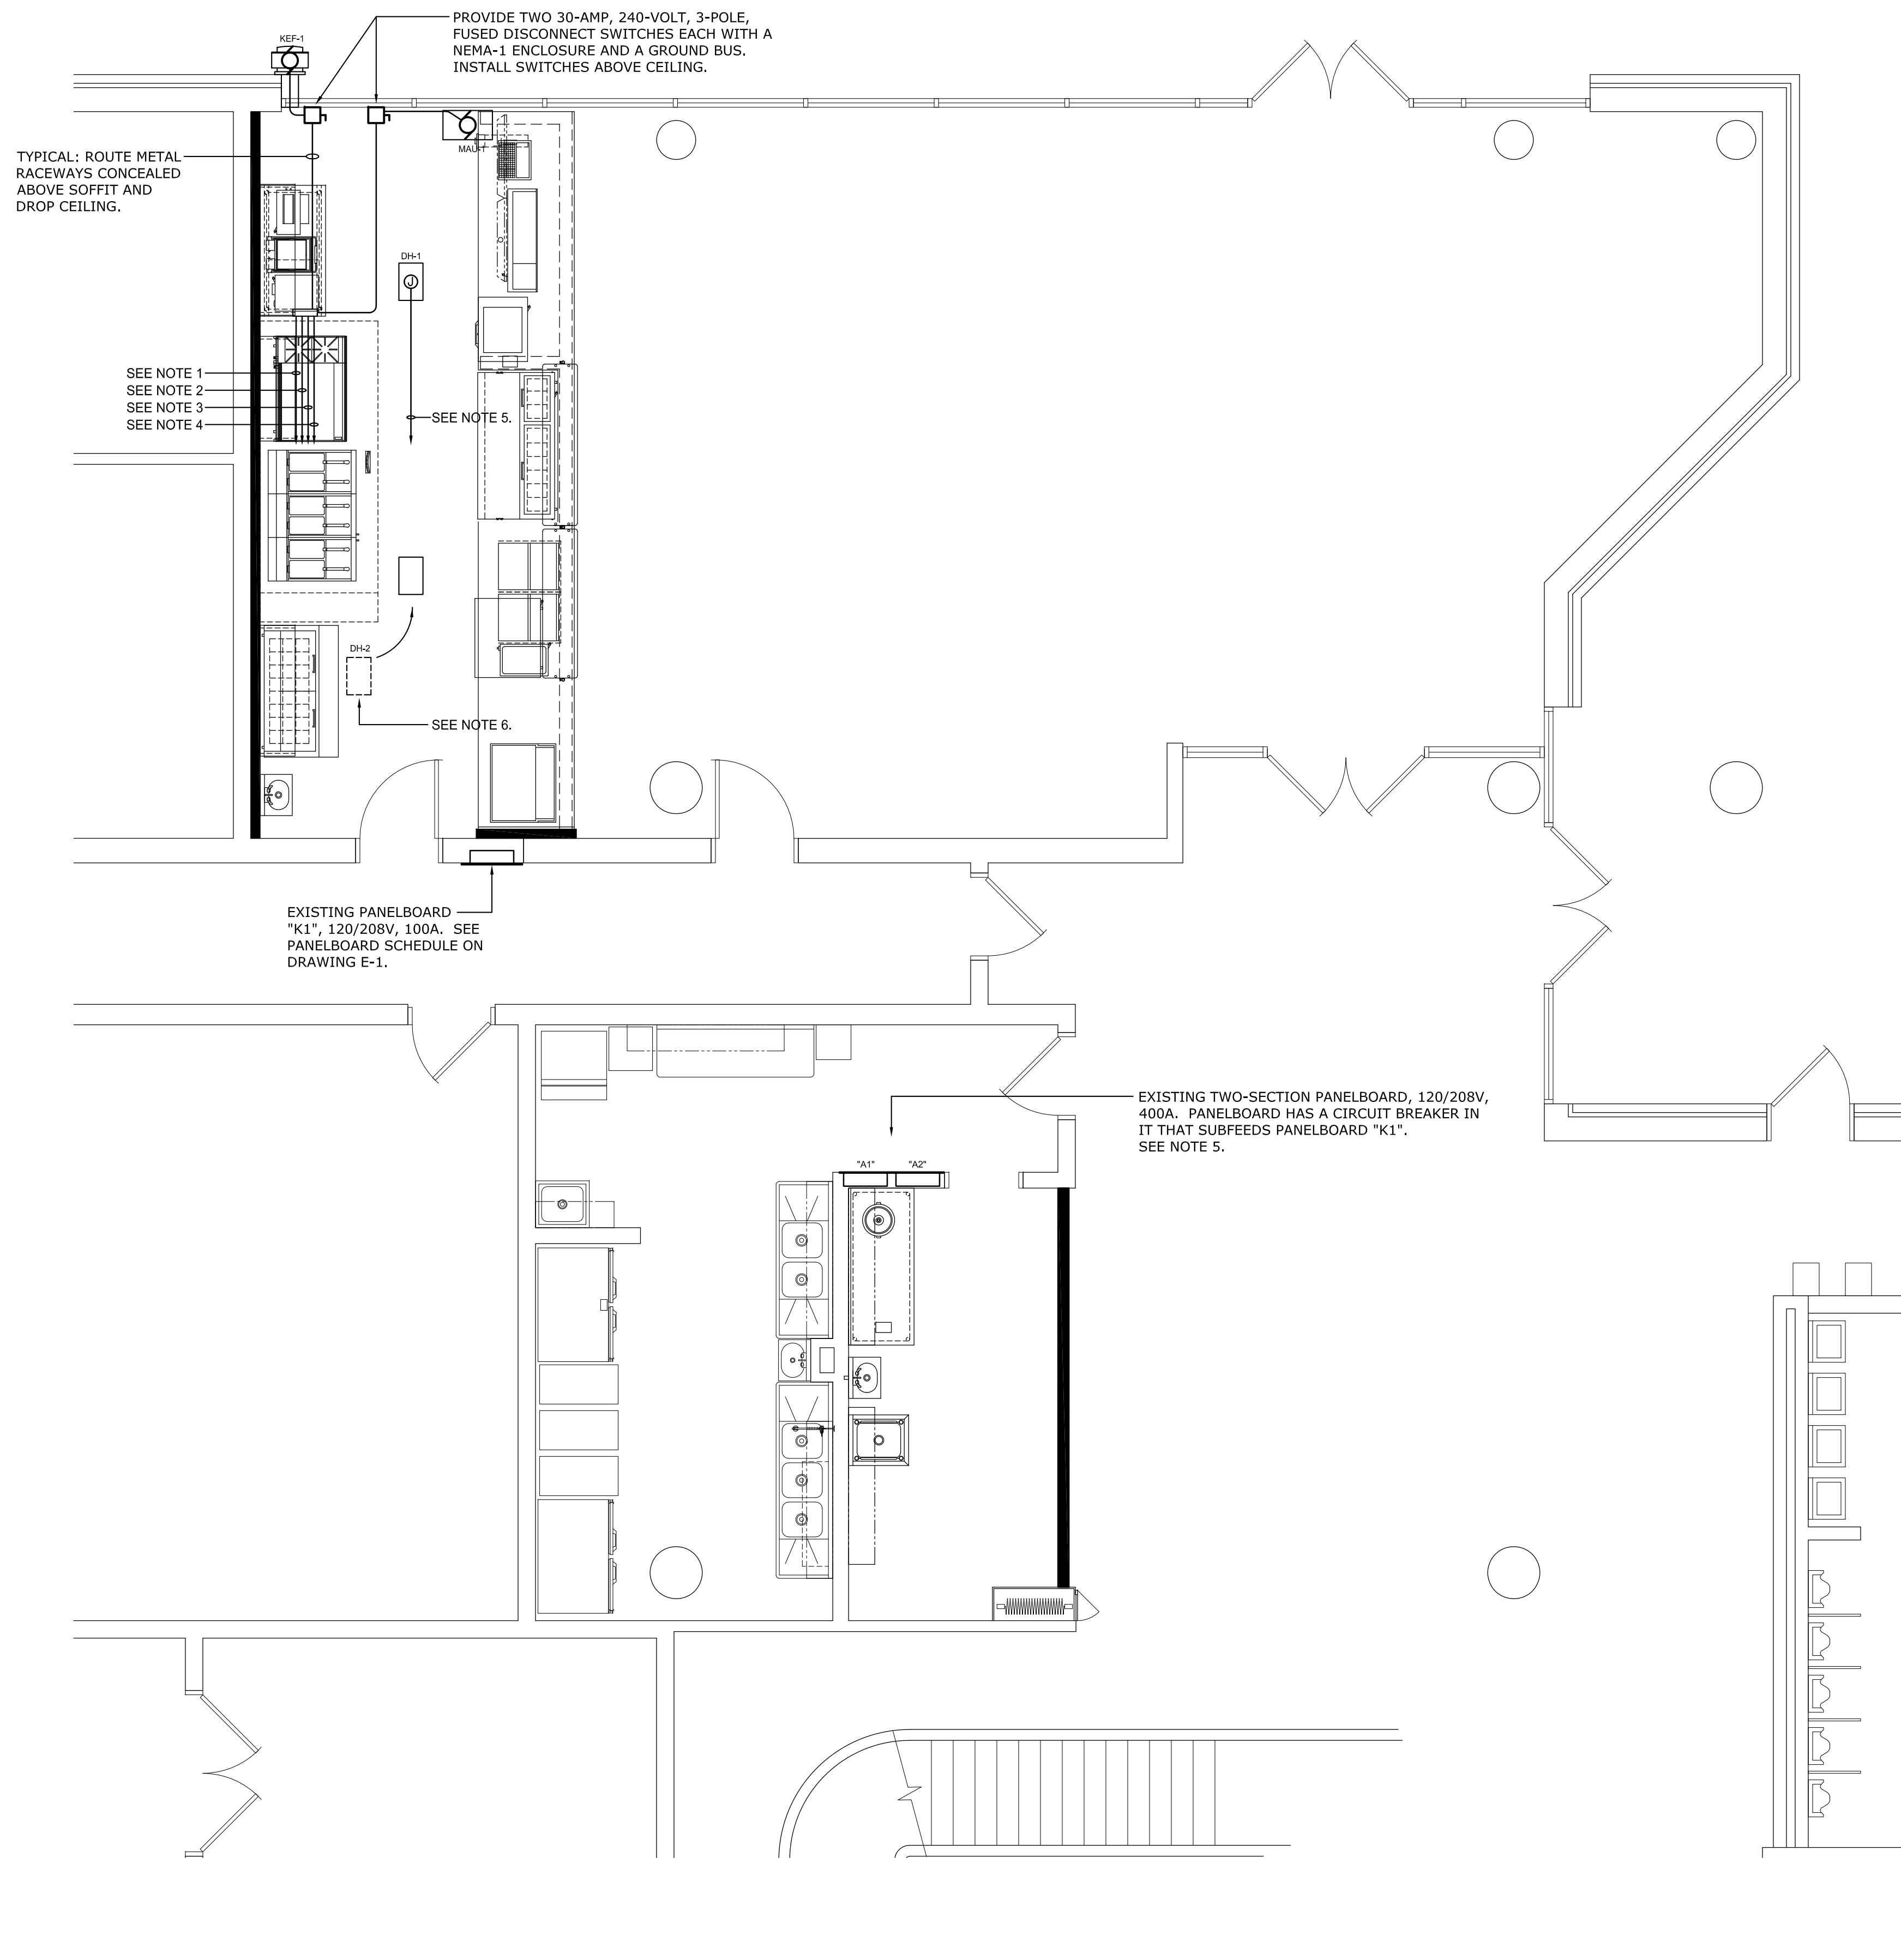 PROVIDE TWO 30-AMP, 240-VOLT, 3-POLE,
FUSED DISCONNECT SWITCHES EACH WITH A
NEMA-1 ENCLOSURE AND A GROUND BUS.
INSTALL SWITCHES ABOVE CEILING.
KEF-1
MAU-1
TYPICAL: ROUTE METAL
RACEWAYS CONCEALED
ABOVE SOFFIT AND
DROP CEILING.
DH-1
J
SEE NOTE 1
SEE NOTE 2
SEE NOTE 3
SEE NOTE 4
SEE NOTE 5.
DH-2
SEE NOTE 6.
EXISTING PANELBOARD
"K1", 120/208V, 100A. SEE
PANELBOARD SCHEDULE ON
DRAWING E-1.
EXISTING TWO-SECTION PANELBOARD, 120/208V,
400A. PANELBOARD HAS A CIRCUIT BREAKER IN
IT THAT SUBFEEDS PANELBOARD "K1".
SEE NOTE 5.
"A1" "A2"